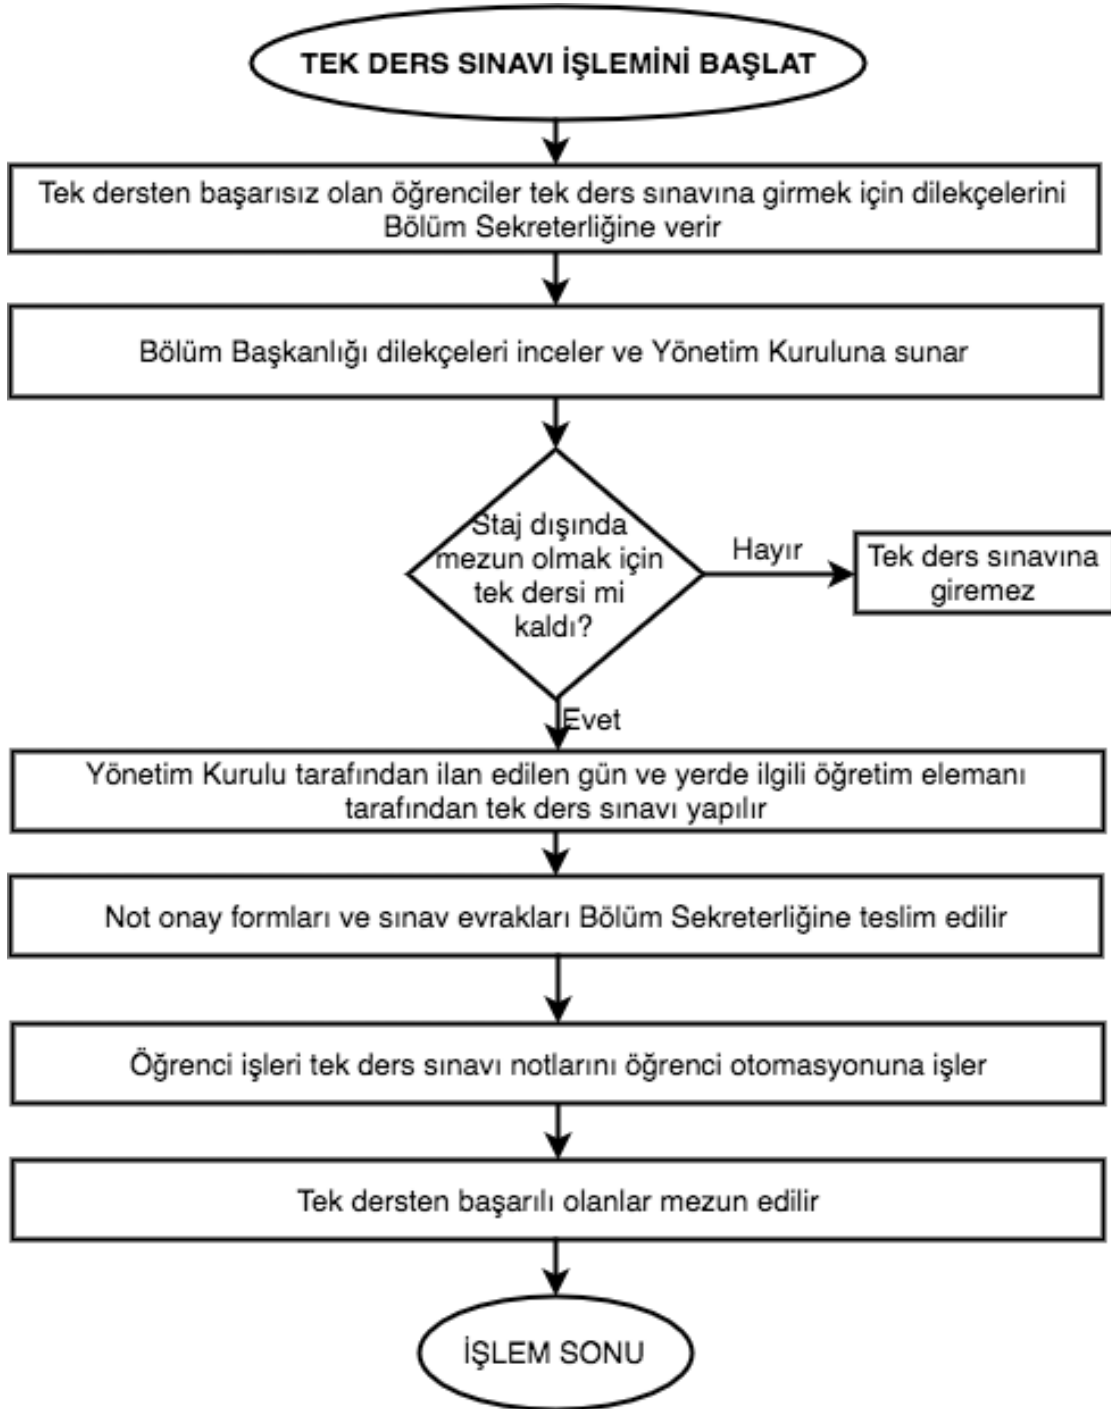 TEK DERS SINAVI İŞLEMİNİ BAŞLAT
Tek dersten başarısız olan öğrenciler tek ders sınavına girmek için dilekçelerini
Bölüm Sekreterliğine verir
Bölüm Başkanlığı dilekçeleri inceler ve Yönetim Kuruluna sunar
Staj dışında
mezun olmak için
tek dersi mi
kaldı?
Hayır
Tek ders sınavına
giremez
Evet
Yönetim Kurulu tarafından ilan edilen gün ve yerde ilgili öğretim elemanı
tarafından tek ders sınavı yapılır
Not onay formları ve sınav evrakları Bölüm Sekreterliğine teslim edilir
Öğrenci işleri tek ders sınavı notlarını öğrenci otomasyonuna işler
Tek dersten başarılı olanlar mezun edilir
İŞLEM SONU